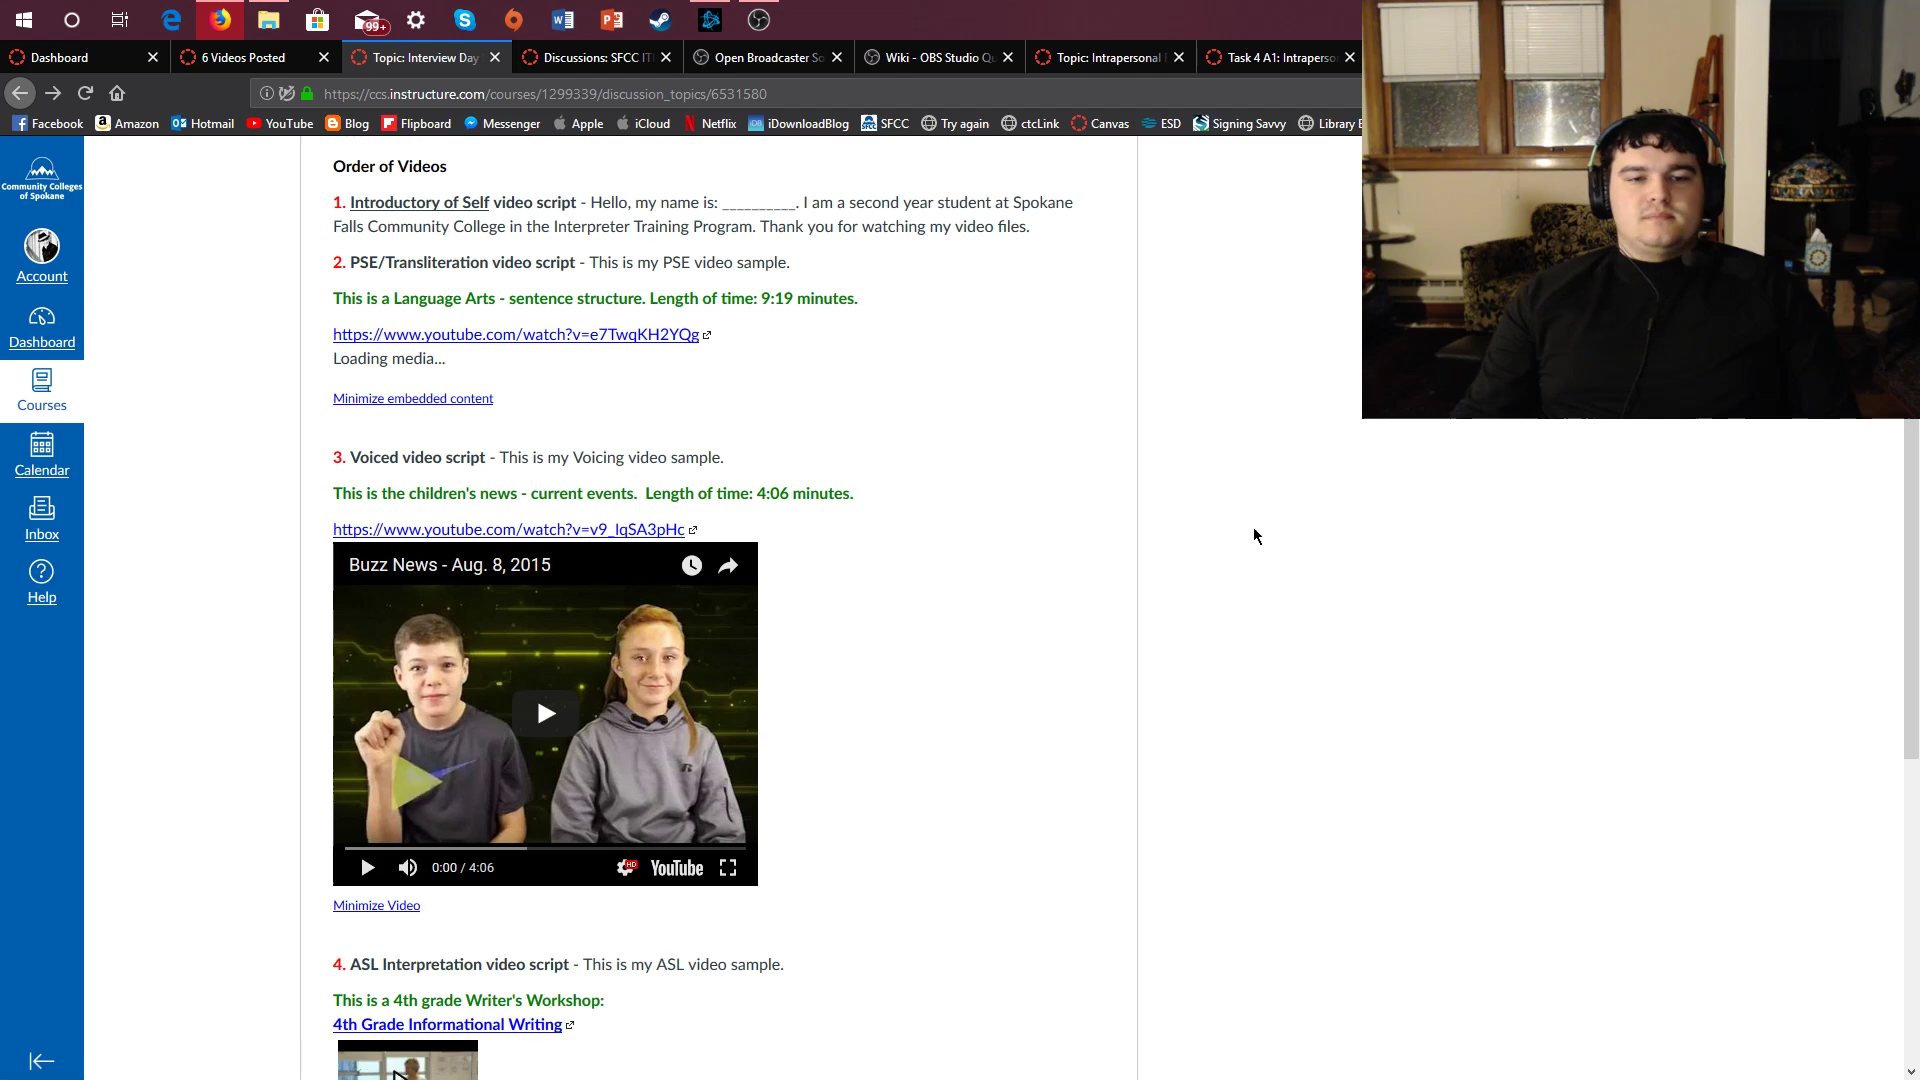 99+
Dashboard
6 Videos Posted
Topic: Interview Day
Discussions: SFCC IT
Open Broadcaster So
Wiki - OBS Studio Qu
Topic: Intrapersonal
Task 4 A1: Intraperso
https://ccs.instructure.com/courses/1299339/discussion_topics/6531580
Facebook
Amazon
Hotmail
YouTube
Blog
Flipboard
Messenger
Apple
iCloud
Netflix
iDownloadBlog
SFCC
Try again
ctcLink
Canvas
ESD
Signing Savvy
Library
Community Colleges
of Spokane
Account
Dashboard
Courses
Calendar
Inbox
Help
Order of Videos
1. Introductory of Self video script - Hello, my name is: __________. I am a second year student at Spokane
Falls Community College in the Interpreter Training Program. Thank you for watching my video files.
2. PSE/Transliteration video script - This is my PSE video sample.
This is a Language Arts - sentence structure. Length of time: 9:19 minutes.
https://www.youtube.com/watch?v=e7TwqKH2YQg
Loading media...
Minimize embedded content
3. Voiced video script - This is my Voicing video sample.
This is the children's news - current events.  Length of time: 4:06 minutes.
https://www.youtube.com/watch?v=v9_IqSA3pHc
Buzz News - Aug. 8, 2015
0:00 / 4:06
HD
YouTube
Minimize Video
4. ASL Interpretation video script - This is my ASL video sample.
This is a 4th grade Writer's Workshop:
4th Grade Informational Writing